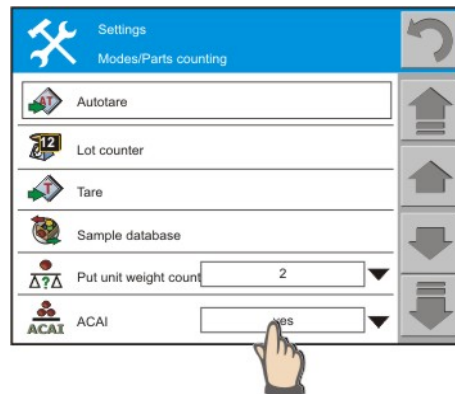 Settings
Modes/Parts counting
AT
Autotare
12
Lot counter
T
Tare
Sample database
?
Put unit weight count
2
ACAI
ACAI
yes